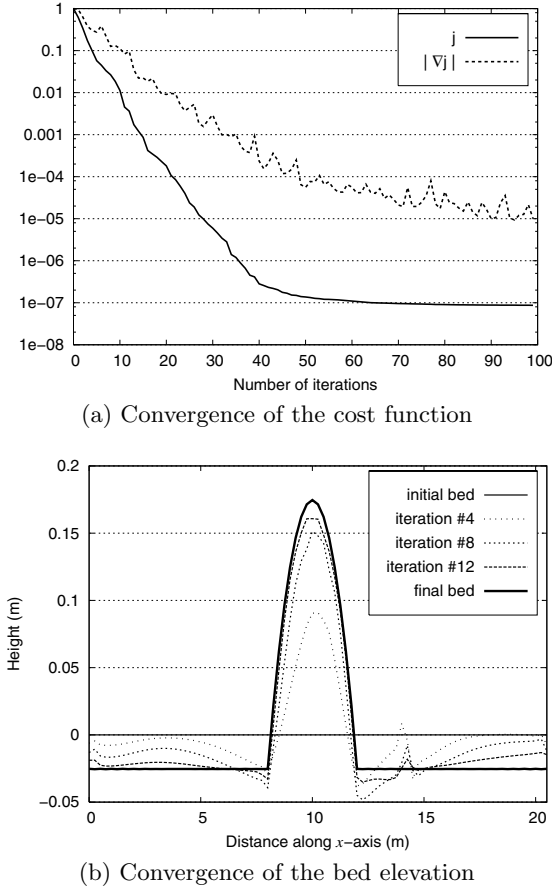 1
0.1
0.01
0.001
1e−04
1e−05
1e−06
1e−07
1e−08
j
| ∇j |
0 10 20 30 40 50 60 70 80 90 100
Number of iterations
(a) Convergence of the cost function
0.2
0.15
0.1
0.05
0
−0.05
Height (m)
initial bed
iteration #4
iteration #8
iteration #12
final bed
0 5 10 15 20
Distance along x−axis (m)
(b) Convergence of the bed elevation